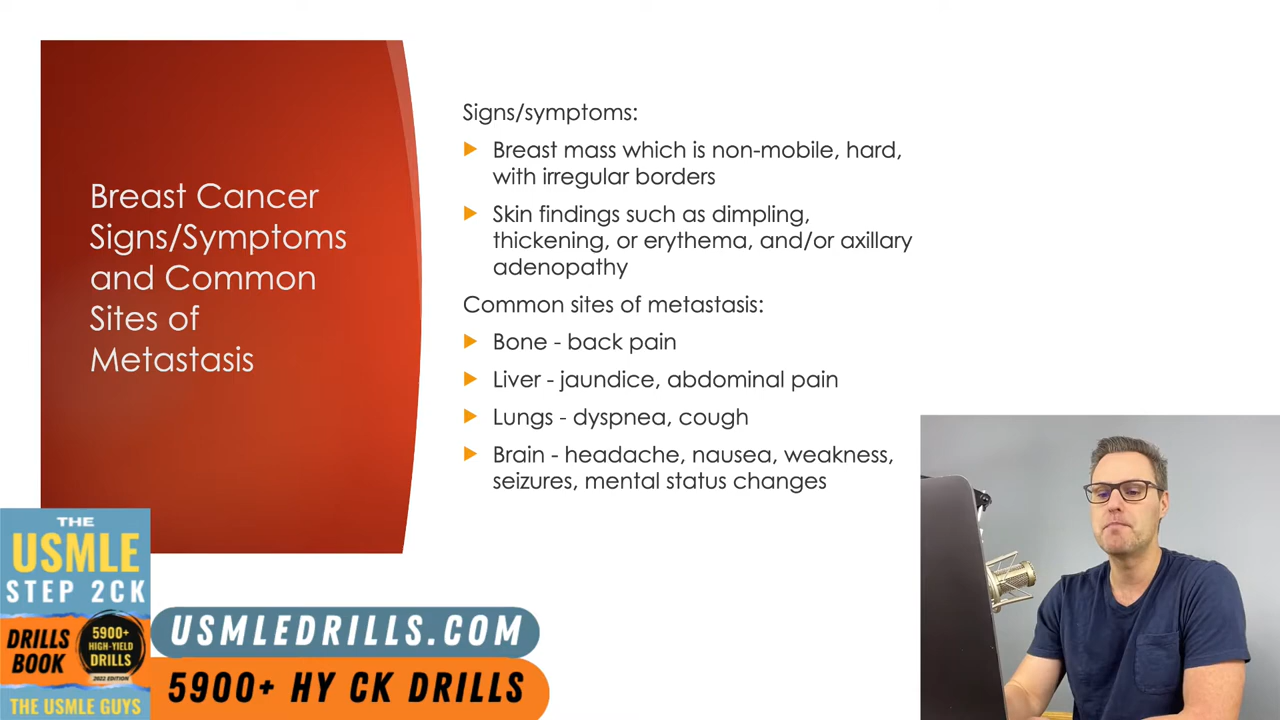 Breast Cancer
Signs/Symptoms
and Common
Sites of
Metastasis
Signs/symptoms:
Breast mass which is non-mobile, hard,
with irregular borders
Skin findings such as dimpling,
thickening, or erythema, and/or axillary
adenopathy
Common sites of metastasis:
Bone - back pain
Liver - jaundice, abdominal pain
Lungs - dyspnea, cough
Brain - headache, nausea, weakness,
seizures, mental status changes
THE
USMLE
STEP 2CK
DRILLS
BOOK
5900+
HIGH-YIELD
DRILLS
2022 EDITION
THE USMLE GUYS
USMLEDRILLS.COM
5900+ HY CK DRILLS